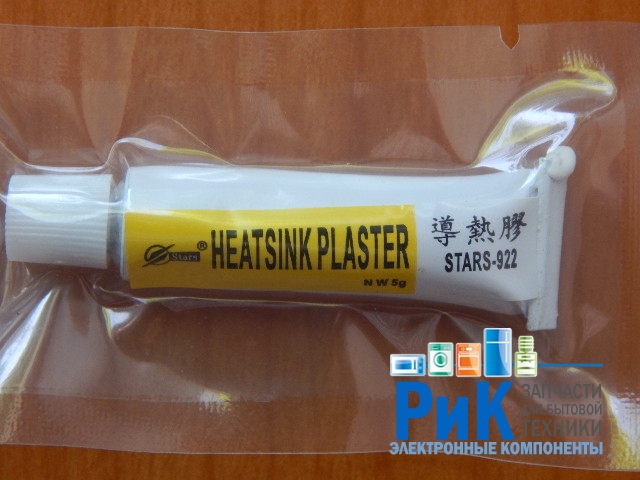 Stars® HEATSINK PLASTER
N W 5g
導熱膠
STARS-922
РиК
ЗАПЧАСТИ
ДЛЯ БЫТОВОЙ
ТЕХНИКИ
ЭЛЕКТРОННЫЕ КОМПОНЕНТЫ